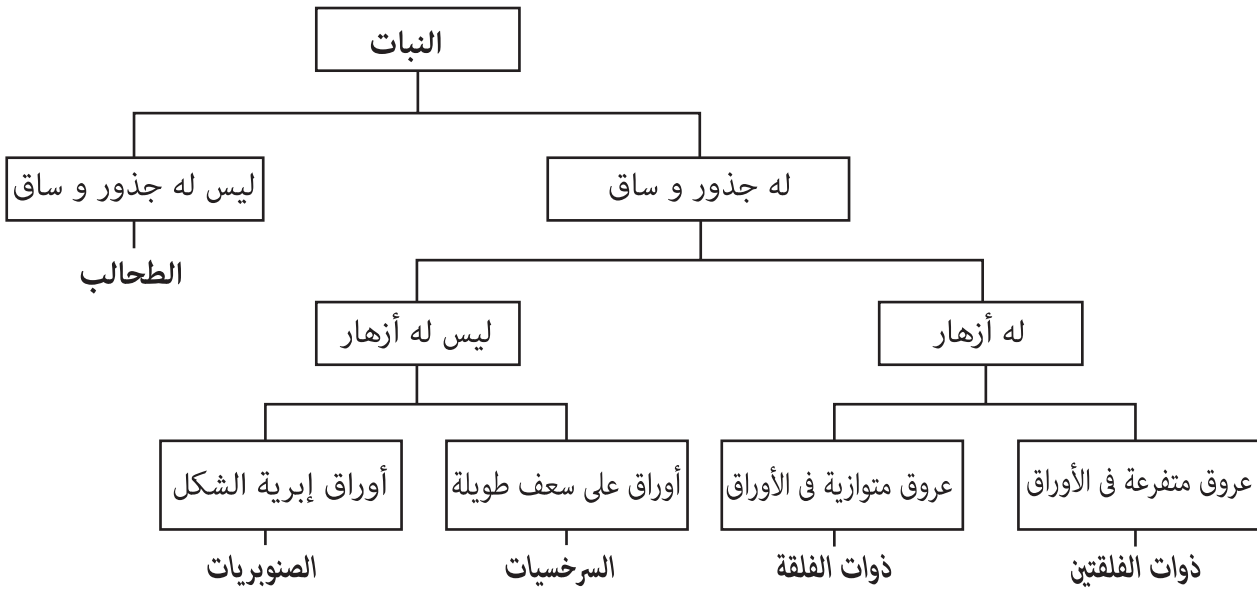 النبات
له جذور و ساق
ليس له جذور و ساق
الطحالب
له أزهار
ليس له أزهار
عروق متفرعة فى الأوراق
عروق متوازية فى الأوراق
أوراق على سعف طويلة
أوراق إبرية الشكل
ذوات الفلقتين
ذوات الفلقة
السرخسيات
الصنوبريات